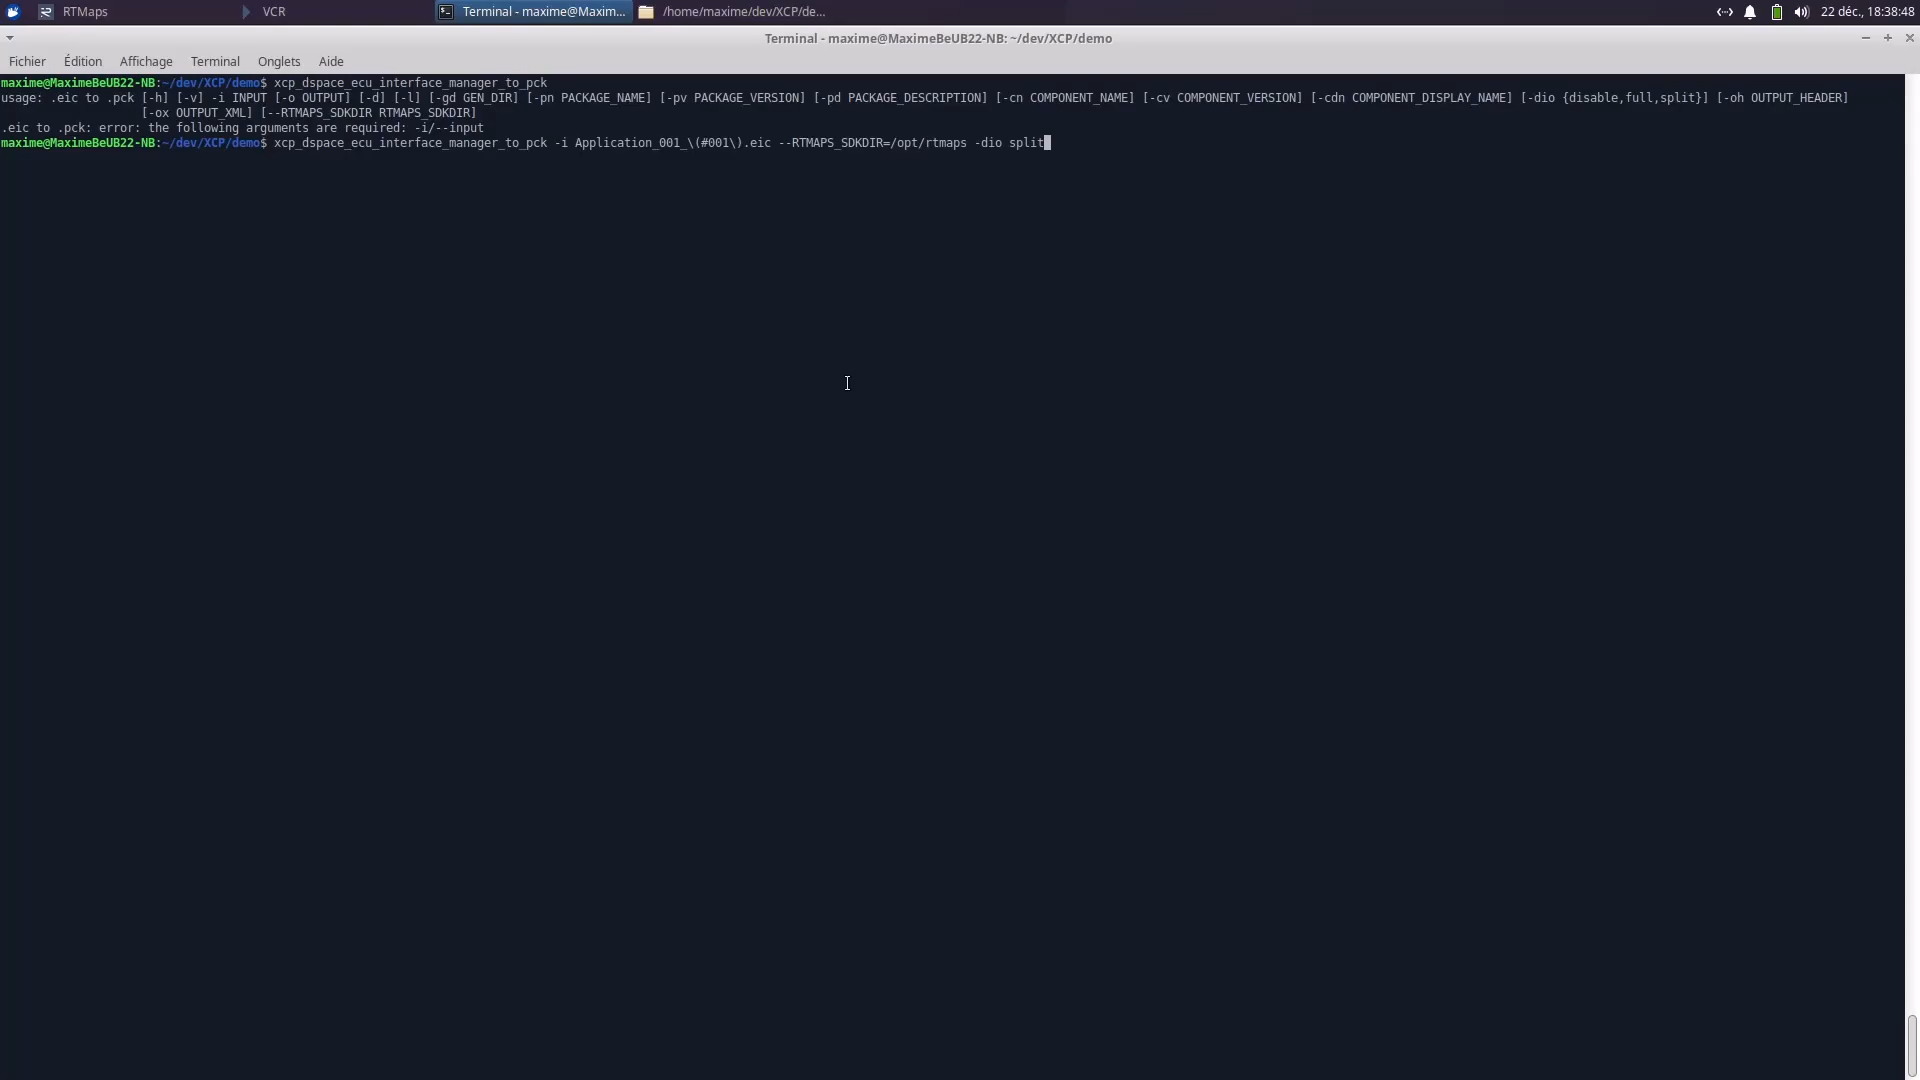 RTMaps VCR Terminal - maxime@Maxim... /home/maxime/dev/XCP/de... 22 déc., 18:38:48
Terminal - maxime@MaximeBeUB22-NB: ~/dev/XCP/demo
Fichier Édition Affichage Terminal Onglets Aide
maxime@MaximeBeUB22-NB:~/dev/XCP/demo$ xcp_dspace_ecu_interface_manager_to_pck
usage: .eic to .pck [-h] [-v] -i INPUT [-o OUTPUT] [-d] [-l] [-gd GEN_DIR] [-pn PACKAGE_NAME] [-pv PACKAGE_VERSION] [-pd PACKAGE_DESCRIPTION] [-cn COMPONENT_NAME] [-cv COMPONENT_VERSION] [-cdn COMPONENT_DISPLAY_NAME] [-dio {disable,full,split}] [-oh OUTPUT_HEADER]
[-ox OUTPUT_XML] [--RTMAPS_SDKDIR RTMAPS_SDKDIR]
.eic to .pck: error: the following arguments are required: -i/--input
maxime@MaximeBeUB22-NB:~/dev/XCP/demo$ xcp_dspace_ecu_interface_manager_to_pck -i Application_001_\(#001\).eic --RTMAPS_SDKDIR=/opt/rtmaps -dio split